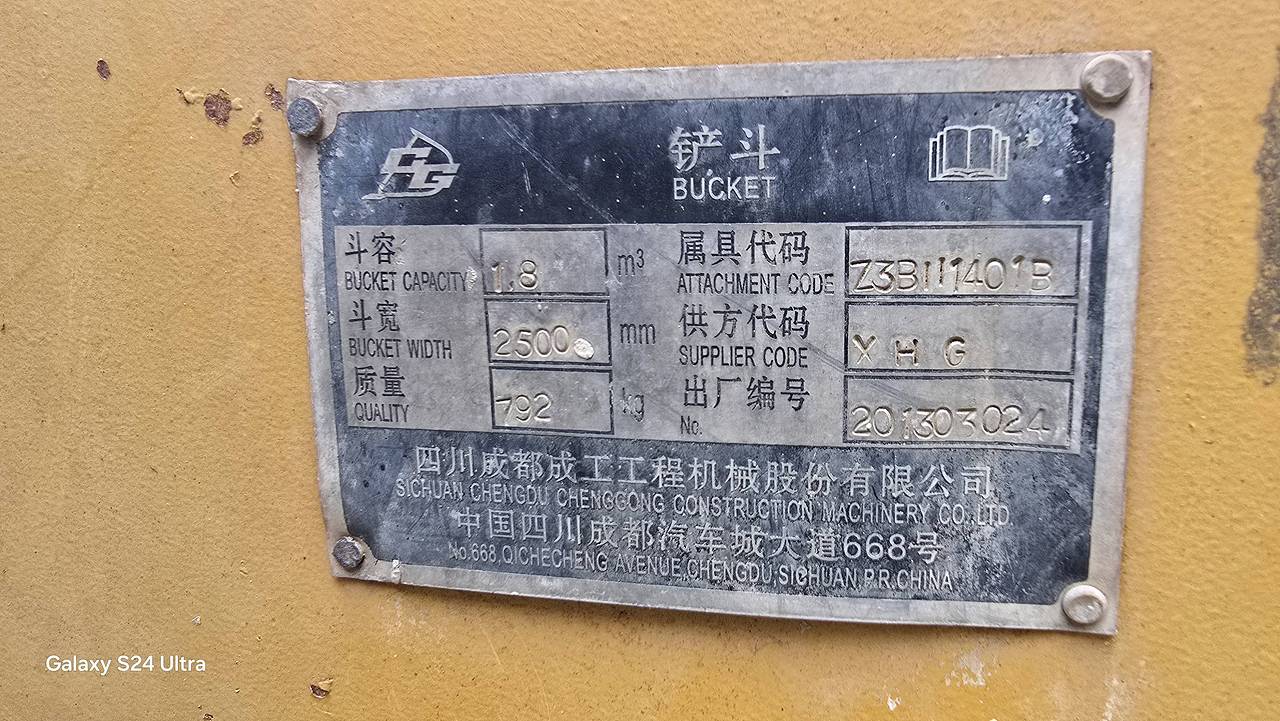 CG
铲斗
BUCKET
斗容 1.8 m³ 属具代码 Z3BIII401B
BUCKET CAPACITY ATTACHMENT CODE
斗宽 2500 mm 供方代码 XHG
BUCKET WIDTH SUPPLIER CODE
质量 792 kg 出厂编号 201303024
QUALITY No.
四川成都成工工程机械股份有限公司
SICHUAN CHENGDU CHENGGONG CONSTRUCTION MACHINERY CO.,LTD.
中国四川成都汽车城大道668号
No.668,QICHECHENG AVENUE,CHENGDU,SICHUAN,P.R.CHINA
Galaxy S24 Ultra